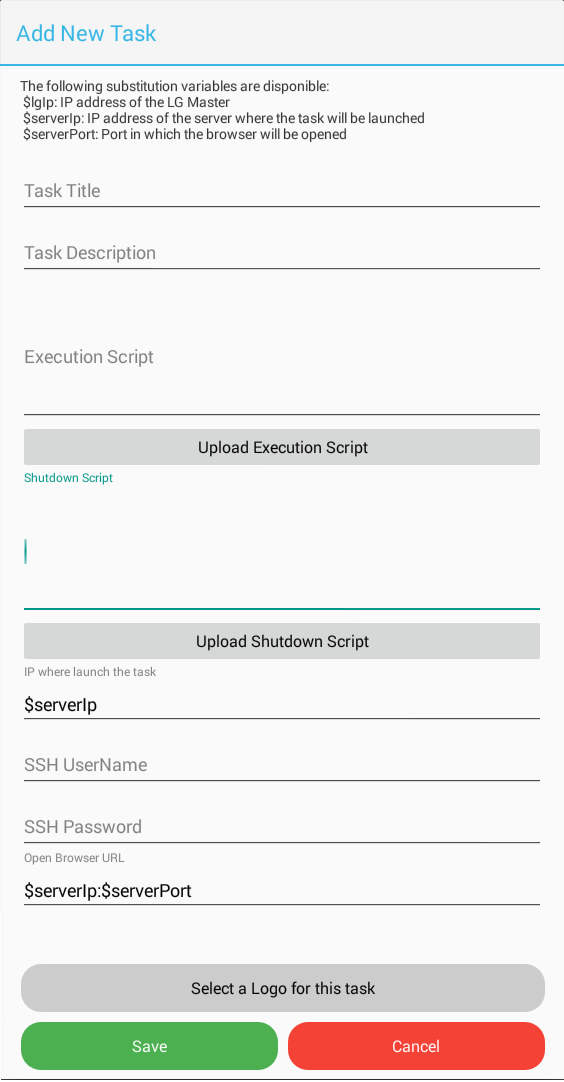 Add New Task
The following substitution variables are disponible:
$lgIp: IP address of the LG Master
$serverIp: IP address of the server where the task will be launched
$serverPort: Port in which the browser will be opened
Task Title
Task Description
Execution Script
Upload Execution Script
Shutdown Script
Upload Shutdown Script
IP where launch the task
$serverIp
SSH UserName
SSH Password
Open Browser URL
$serverIp:$serverPort
Select a Logo for this task
Save
Cancel